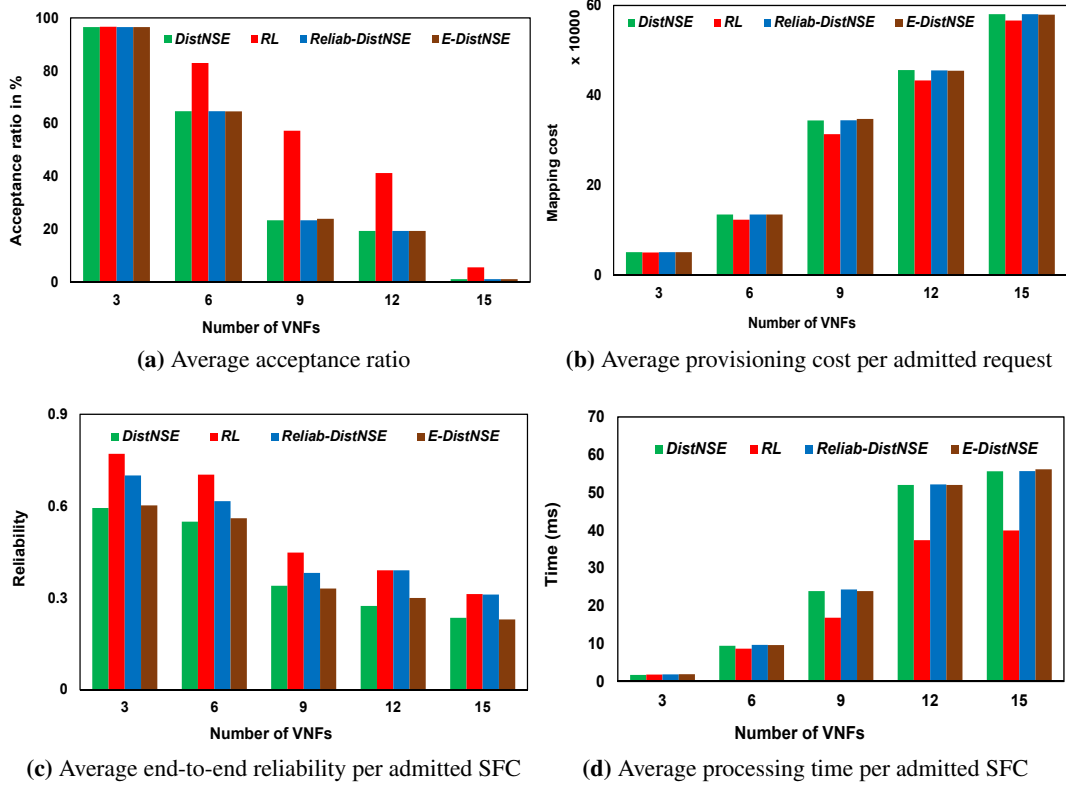 100
80
60
40
20
0
Acceptance ratio in %
DistNSE RL Reliab-DistNSE E-DistNSE
3 6 9 12 15
Number of VNFs
(a) Average acceptance ratio
60
40
20
0
x 10000
Mapping cost
DistNSE RL Reliab-DistNSE E-DistNSE
3 6 9 12 15
Number of VNFs
(b) Average provisioning cost per admitted request
0.9
0.6
0.3
0
Reliability
DistNSE RL Reliab-DistNSE E-DistNSE
3 6 9 12 15
Number of VNFs
(c) Average end-to-end reliability per admitted SFC
70
60
50
40
30
20
10
0
Time (ms)
DistNSE RL Reliab-DistNSE E-DistNSE
3 6 9 12 15
Number of VNFs
(d) Average processing time per admitted SFC